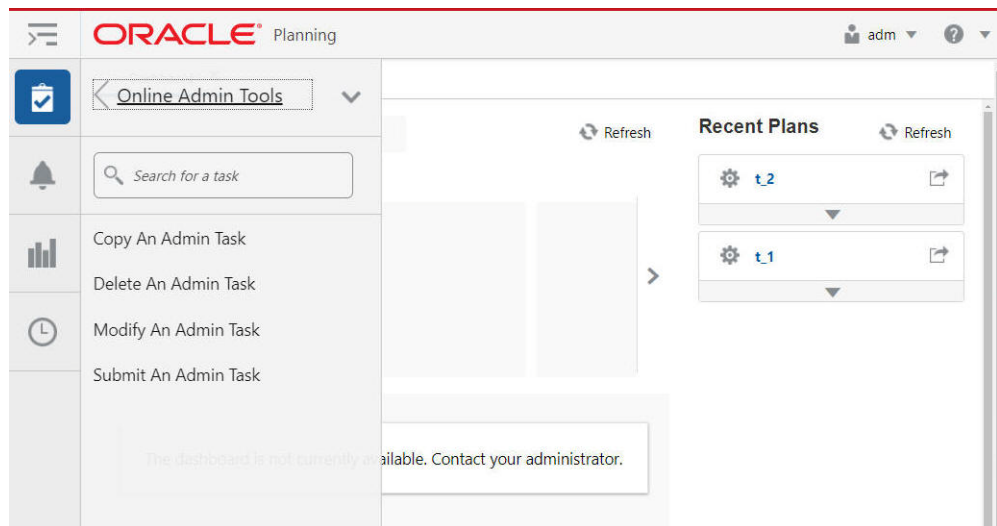 ORACLE® Planning
adm
?
Online Admin Tools
Search for a task
Copy An Admin Task
Delete An Admin Task
Modify An Admin Task
Submit An Admin Task
Refresh
Recent Plans
Refresh
t_2
t_1
The dashboard is not currently available. Contact your administrator.